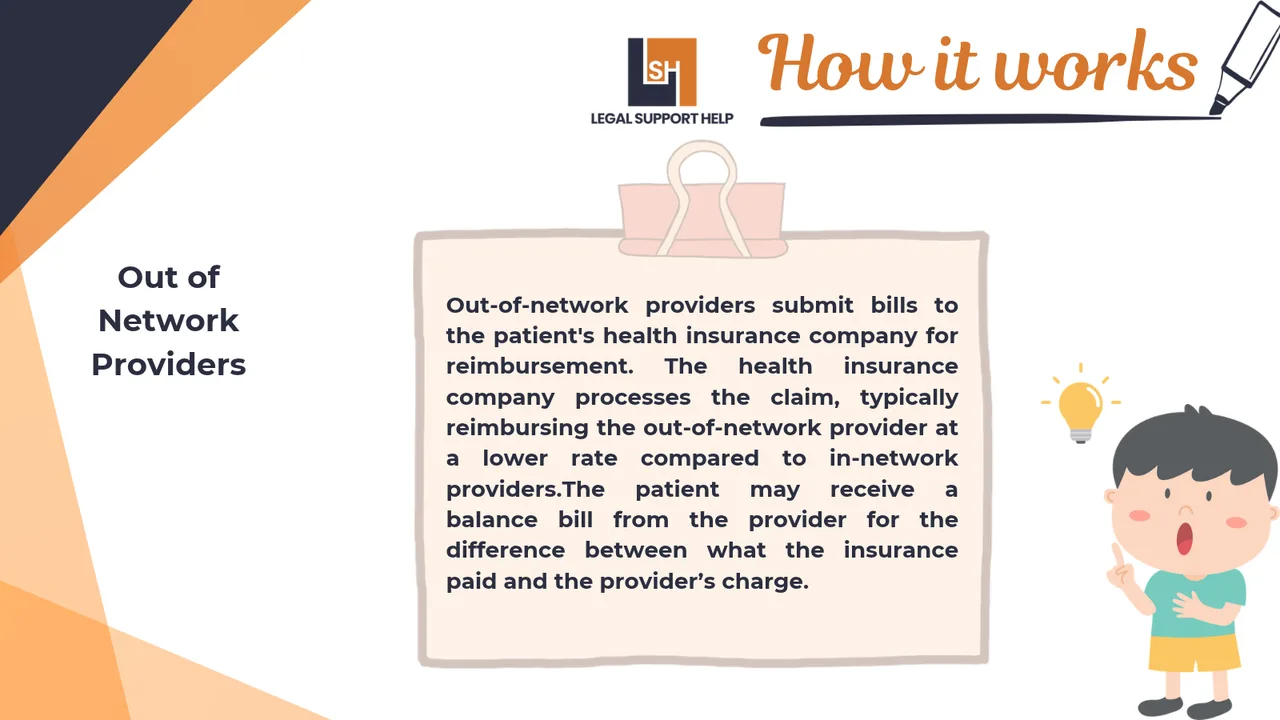 SH
LEGAL SUPPORT HELP
How it works
Out of
Network
Providers
Out-of-network providers submit bills to
the patient's health insurance company for
reimbursement. The health insurance
company processes the claim, typically
reimbursing the out-of-network provider at
a lower rate compared to in-network
providers.The patient may receive a
balance bill from the provider for the
difference between what the insurance
paid and the provider’s charge.